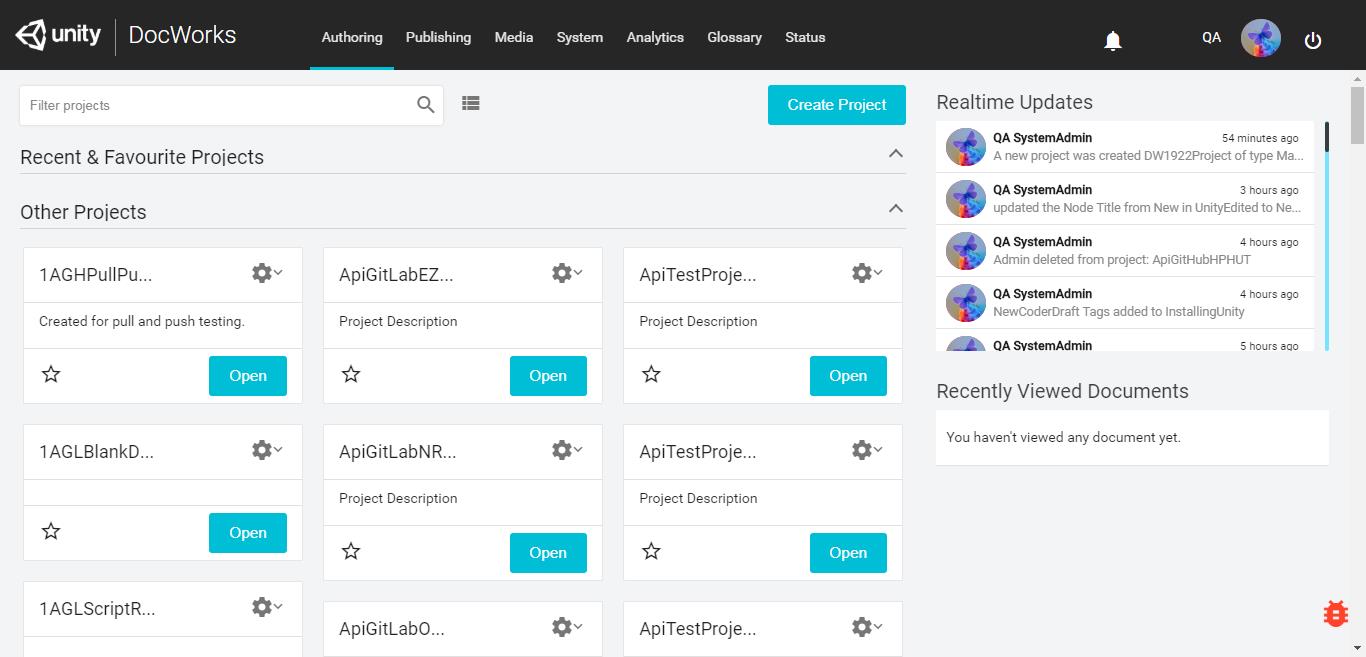 unity DocWorks Authoring Publishing Media System Analytics Glossary Status QA
Filter projects
Create Project
Recent & Favourite Projects
Other Projects
1AGHPullPu... ApiGitLabEZ... ApiTestProje...
Created for pull and push testing. Project Description Project Description
Open Open Open
1AGLBlankD... ApiGitLabNR... ApiTestProje...
Project Description Project Description
Open Open Open
1AGLScriptR... ApiGitLabO... ApiTestProje...
Realtime Updates
QA SystemAdmin 54 minutes ago
A new project was created DW1922Project of type Ma...
QA SystemAdmin 3 hours ago
updated the Node Title from New in UnityEdited to Ne...
QA SystemAdmin 4 hours ago
Admin deleted from project: ApiGitHubHPHUT
QA SystemAdmin 4 hours ago
NewCoderDraft Tags added to InstallingUnity
QA SystemAdmin 5 hours ago
Recently Viewed Documents
You haven't viewed any document yet.